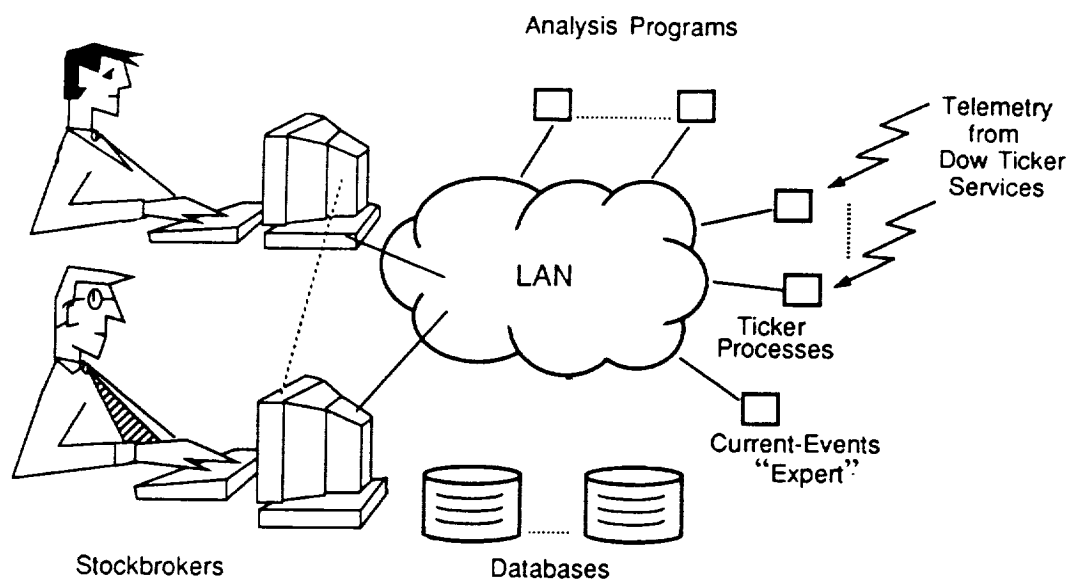 Analysis Programs
Telemetry
from
Dow Ticker
Services
LAN
Ticker
Processes
Current-Events
“Expert”
Stockbrokers
Databases